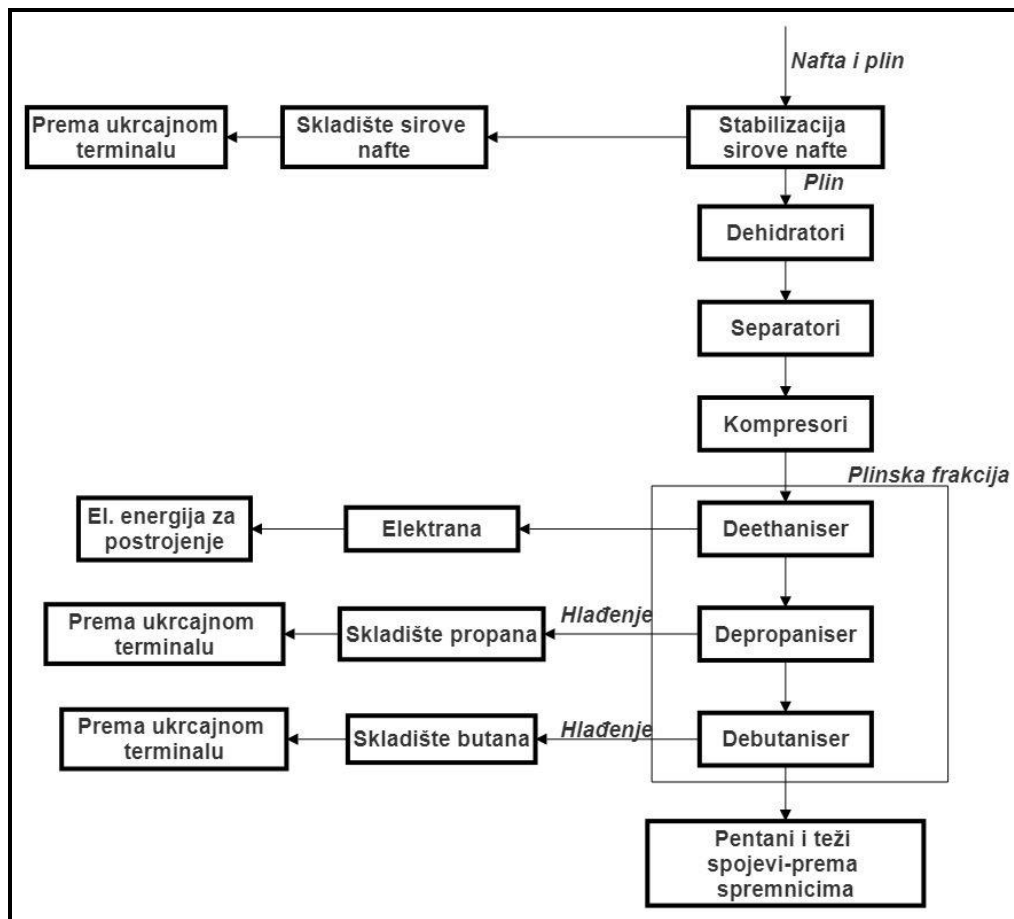 Nafta i plin
Prema ukrcajnom
terminalu
Skladište sirove
nafte
Stabilizacija
sirove nafte
Plin
Dehidratori
Separatori
Kompresori
Plinska frakcija
El. energija za
postrojenje
Elektrana
Deethaniser
Prema ukrcajnom
terminalu
Skladište propana
Hlađenje
Depropaniser
Prema ukrcajnom
terminalu
Skladište butana
Hlađenje
Debutaniser
Pentani i teži
spojevi-prema
spremnicima